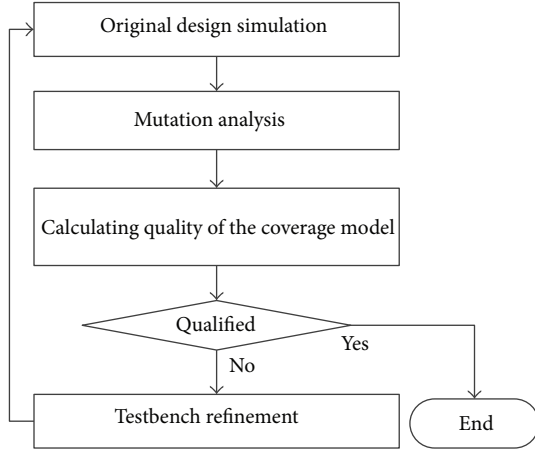 Original design simulation
Mutation analysis
Calculating quality of the coverage model
Qualified
Yes
No
Testbench refinement
End